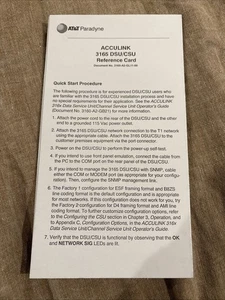 AT&T Paradyne
ACCULINK
3165 DSU/CSU
Reference Card
Quick Start Procedure
The following procedure is for experienced DSU/CSU users who
are familiar with the 3165 DSU/CSU installation process and have
no special requirements for their application. See the ACCULINK
316x Data Service Unit/Channel Service Unit Operator's Guide
(Document No. 3160-A2-GB21) for more information.
1. Attach the power cord to the rear of the DSU/CSU and the other
end to a grounded 115 Vac power outlet.
2. Attach the 3165 DSU/CSU network connection to the T1 network
using the appropriate cable. Attach the 3165 DSU/CSU to the
customer premises equipment via the port connector.
3. Power on the DSU/CSU to perform the power-up self-test.
4. If you intend to use front panel emulation, connect the cable from
the PC to the COM port on the rear panel of the DSU/CSU.
5. If you intend to manage the 3165 DSU/CSU with SNMP, cable
either the COM or MODEM port (as appropriate for your configu-
ration). Then, configure the SNMP management link.
6. The Factory 1 configuration for ESF framing format and B8ZS
line coding format is the default configuration and is appropriate
for most networks. If this configuration does not work for you, try
the Factory 2 configuration for D4 framing format and AMI line
coding format. To further customize configuration options, refer
to the Configuring the CSU section in Chapter 3, Operation, and
to Appendix C, Configuration Options, in the ACCULINK 316x
Data Service Unit/Channel Service Unit Operator's Guide.
7. Verify that the DSU/CSU is functional by observing that the OK
and NETWORK SIG LEDs are lit.